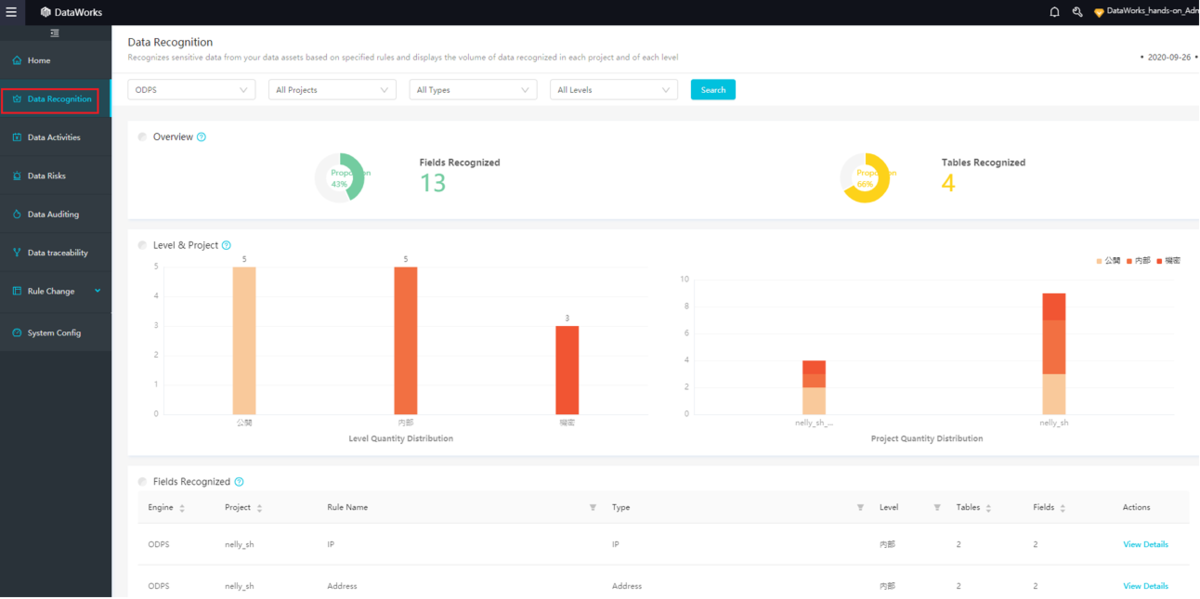 DataWorks
DataWorks_hands-on_Adn
Home
Data Recognition
Data Activities
Data Risks
Data Auditing
Data traceability
Rule Change
System Config
Data Recognition
Recognizes sensitive data from your data assets based on specified rules and displays the volume of data recognized in each project and of each level
• 2020-09-26 •
ODPS All Projects All Types All Levels Search
Overview ?
Proportion 
43%
Fields Recognized
13
Proportion
66%
Tables Recognized
4
Level & Project ?
5
4
3
2
1
0
5 5 3
公開 内部 機密
Level Quantity Distribution
公開 内部 機密
10
8
6
4
2
0
nelly_sh_... nelly_sh
Project Quantity Distribution
Fields Recognized ?
Engine Project Rule Name Type Level Tables Fields Actions
ODPS nelly_sh IP IP 内部 2 2 View Details
ODPS nelly_sh Address Address 内部 2 2 View Details